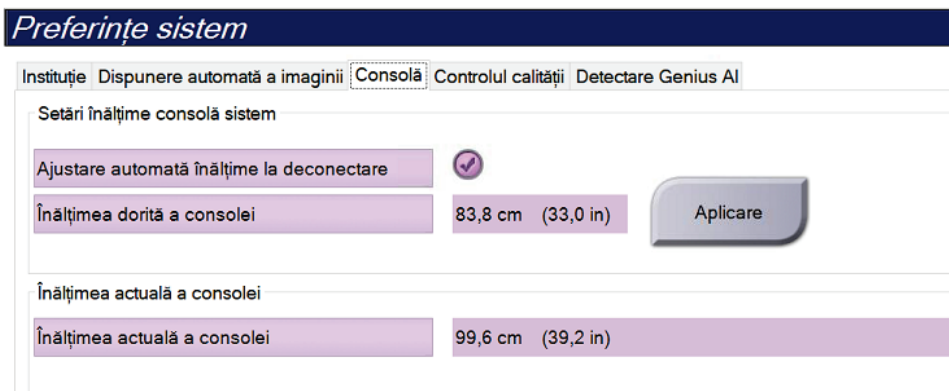 Preferințe sistem
Instituție Dispunere automată a imaginii Consolă Controlul calității Detectare Genius AI
Setări înălțime consolă sistem
Ajustare automată înălțime la deconectare
Înălțimea dorită a consolei 83,8 cm (33,0 in) Aplicare
Înălțimea actuală a consolei
Înălțimea actuală a consolei 99,6 cm (39,2 in)